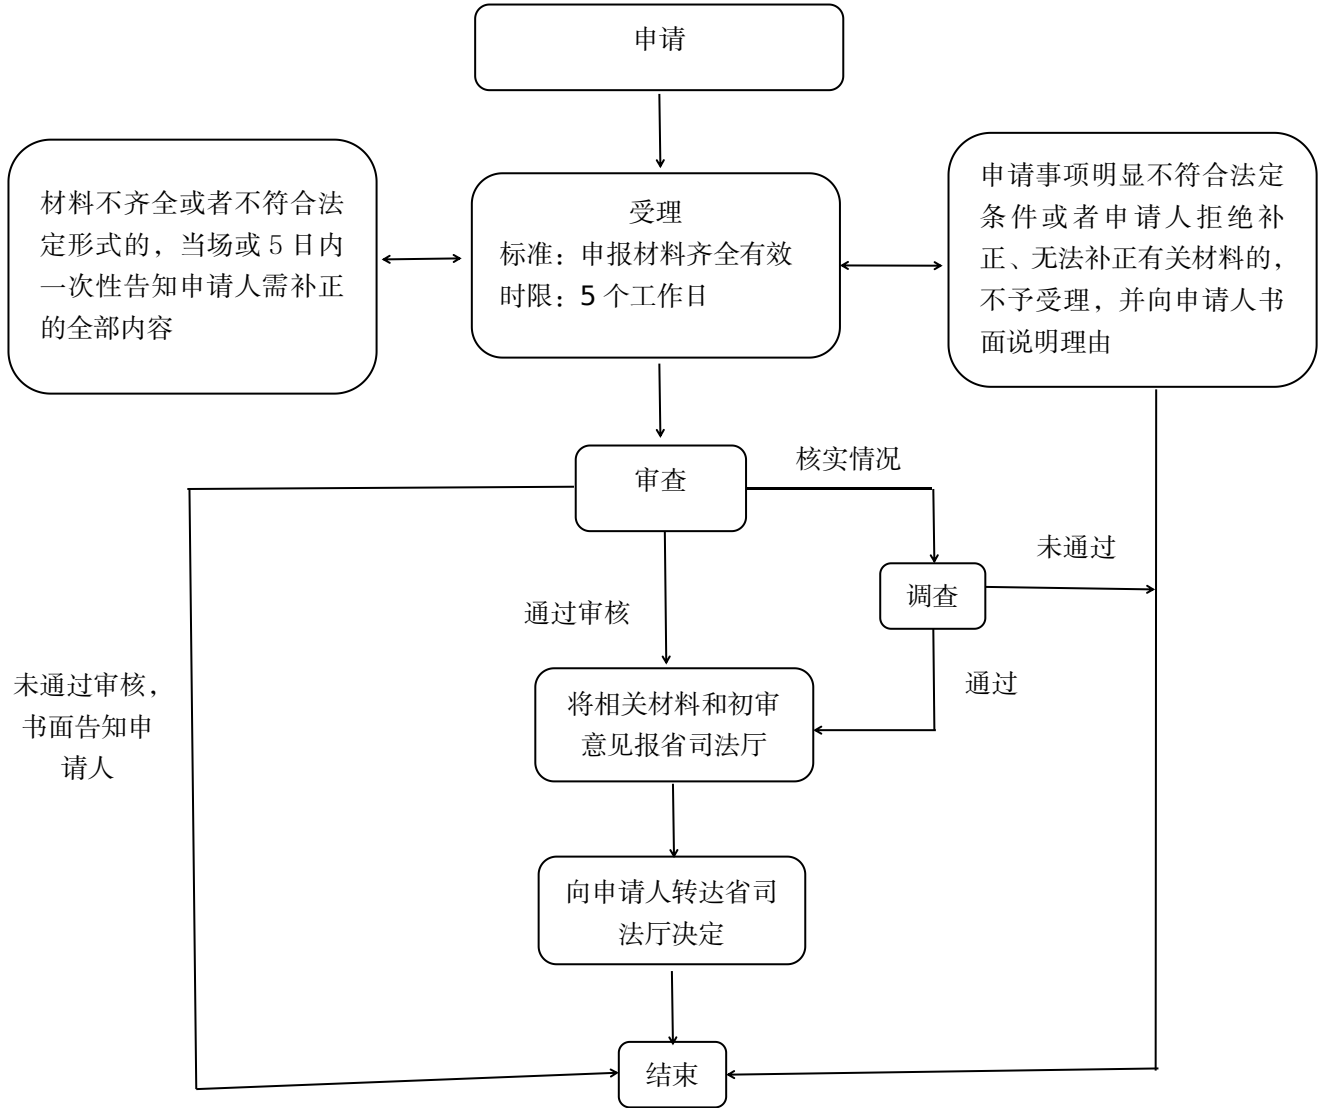 申请
材料不齐全或者不符合法
定形式的，当场或 5 日内
一次性告知申请人需补正
的全部内容
受理
标准：申报材料齐全有效
时限：5 个工作日
申请事项明显不符合法定
条件或者申请人拒绝补
正、无法补正有关材料的，
不予受理，并向申请人书
面说明理由
审查
核实情况
未通过
调查
通过审核
通过
未通过审核，
书面告知申
请人
将相关材料和初审
意见报省司法厅
向申请人转达省司
法厅决定
结束